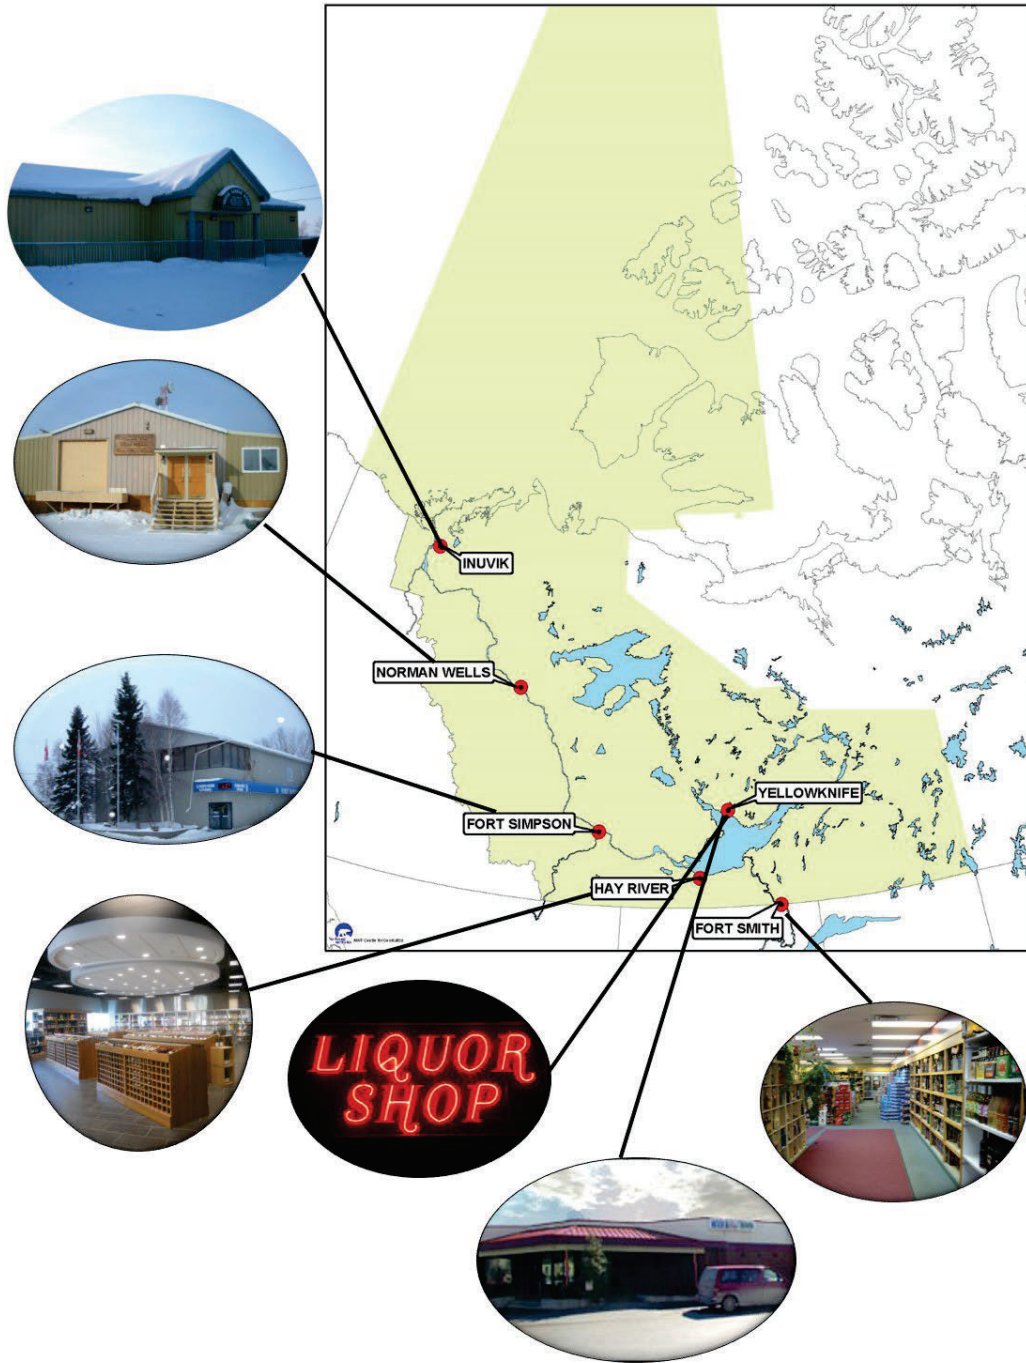 INUVIK
NORMAN WELLS
YELLOWKNIFE
FORT SIMPSON
HAY RIVER
FORT SMITH
LIQUOR
SHOP